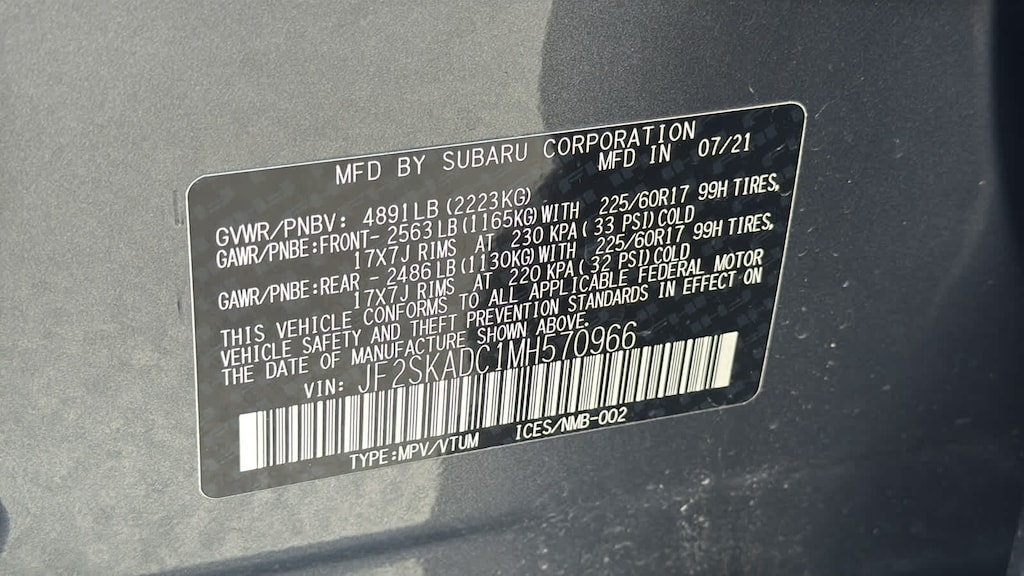 MFD BY SUBARU CORPORATION
MFD IN 07/21
GVWR/PNBV: 4891LB (2223KG)
GAWR/PNBE:FRONT- 2563LB(1165KG)WITH 225/60R17 99H TIRES,
17X7J RIMS AT 230 KPA( 33 PSI)COLD
GAWR/PNBE:REAR - 2486LB(1130KG)WITH 225/60R17 99H TIRES,
17X7J RIMS AT 220 KPA( 32 PSI)COLD
THIS VEHICLE CONFORMS TO ALL APPLICABLE FEDERAL MOTOR
VEHICLE SAFETY AND THEFT PREVENTION STANDARDS IN EFFECT ON
THE DATE OF MANUFACTURE SHOWN ABOVE.
VIN: JF2SKADC1MH570966
TYPE:MPV/VTUM ICES/NMB-002